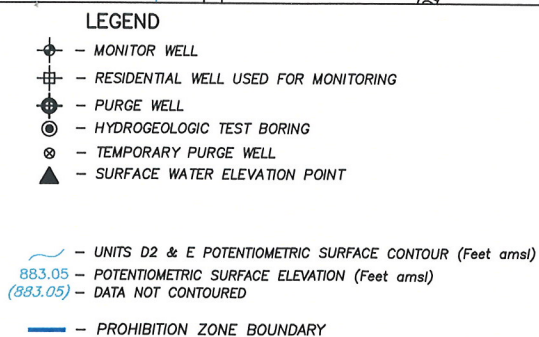 LEGEND
– MONITOR WELL
– RESIDENTIAL WELL USED FOR MONITORING
– PURGE WELL
– HYDROGEOLOGIC TEST BORING
– TEMPORARY PURGE WELL
– SURFACE WATER ELEVATION POINT
– UNITS D2 & E POTENTIOMETRIC SURFACE CONTOUR (Feet amsl)
883.05 – POTENTIOMETRIC SURFACE ELEVATION (Feet amsl)
(883.05) – DATA NOT CONTOURED
– PROHIBITION ZONE BOUNDARY